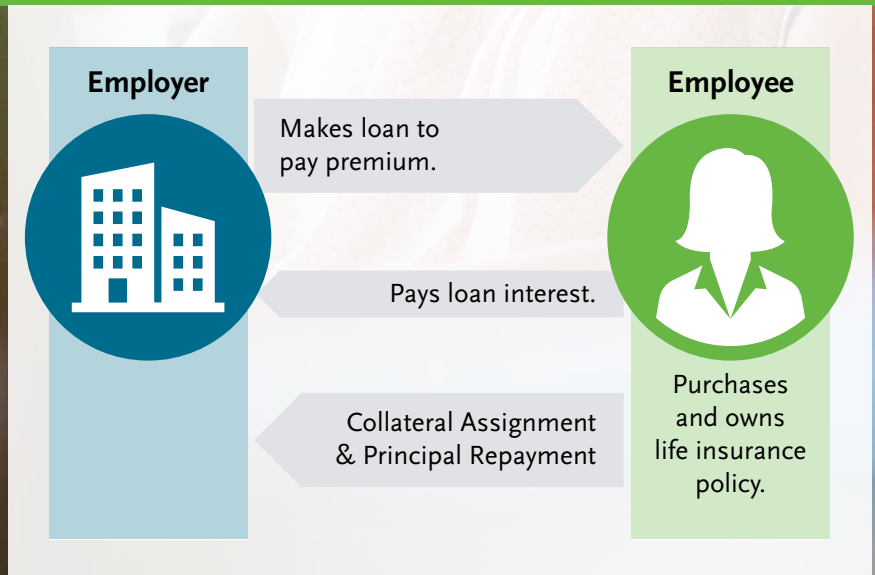 Employer
Employee
Makes loan to
pay premium.
Pays loan interest.
Collateral Assignment
& Principal Repayment
Purchases
and owns
life insurance
policy.